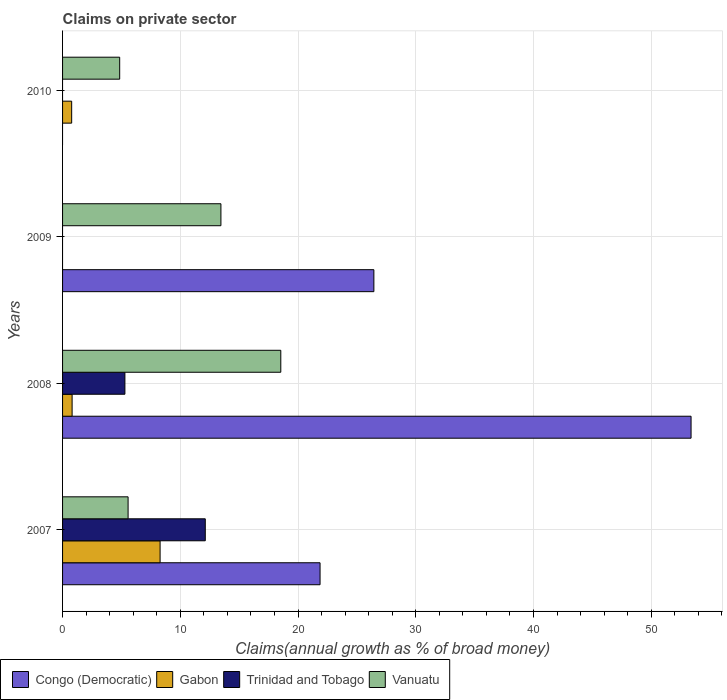 Claims on private sector
2010
2009
2008
2007
Years
0
10
20
30
40
50
Claims(annual growth as % of broad money)
Congo (Democratic)
Gabon
Trinidad and Tobago
Vanuatu